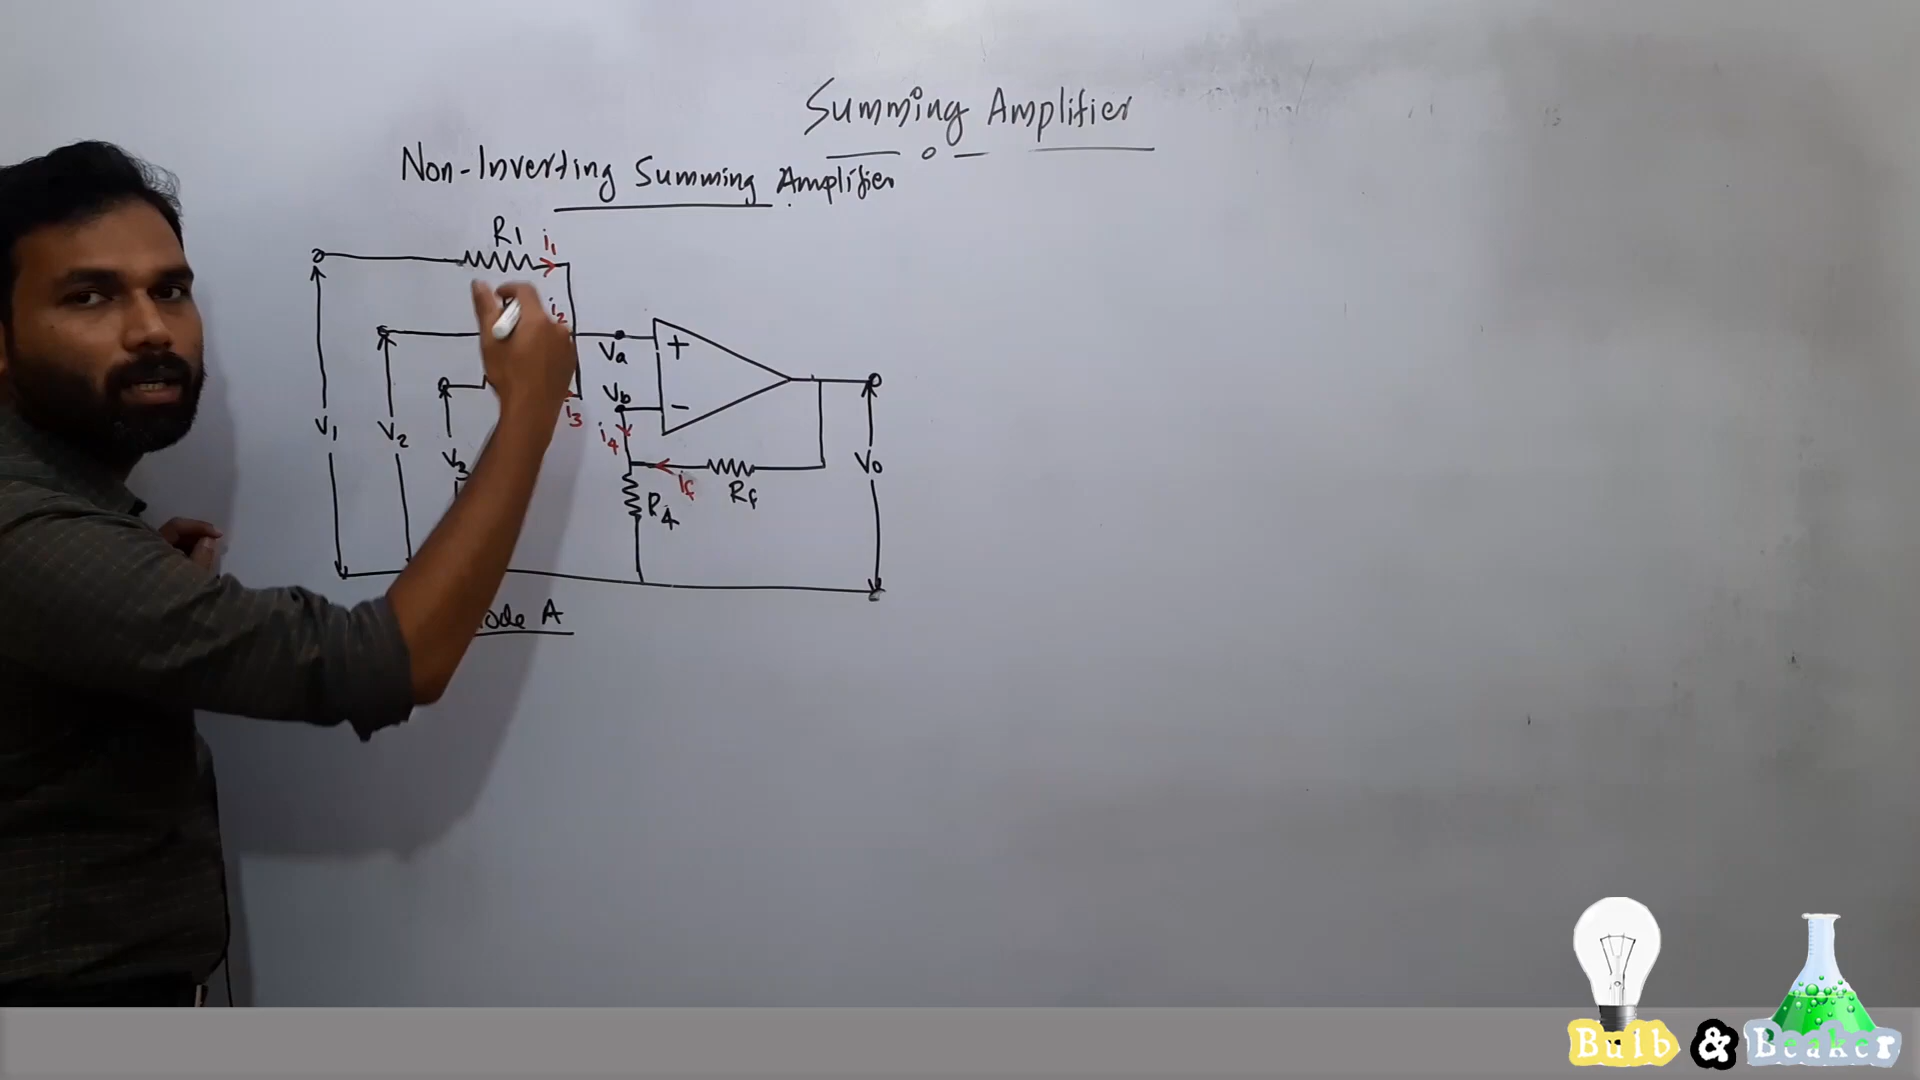 Summing Amplifier
Non-Inverting Summing Amplifier
R1
i1
i2
V1
V2
V3
i3
Va
Vb
+
-
i4
if
R4
Rf
Vo
A
Bulb & Beaker